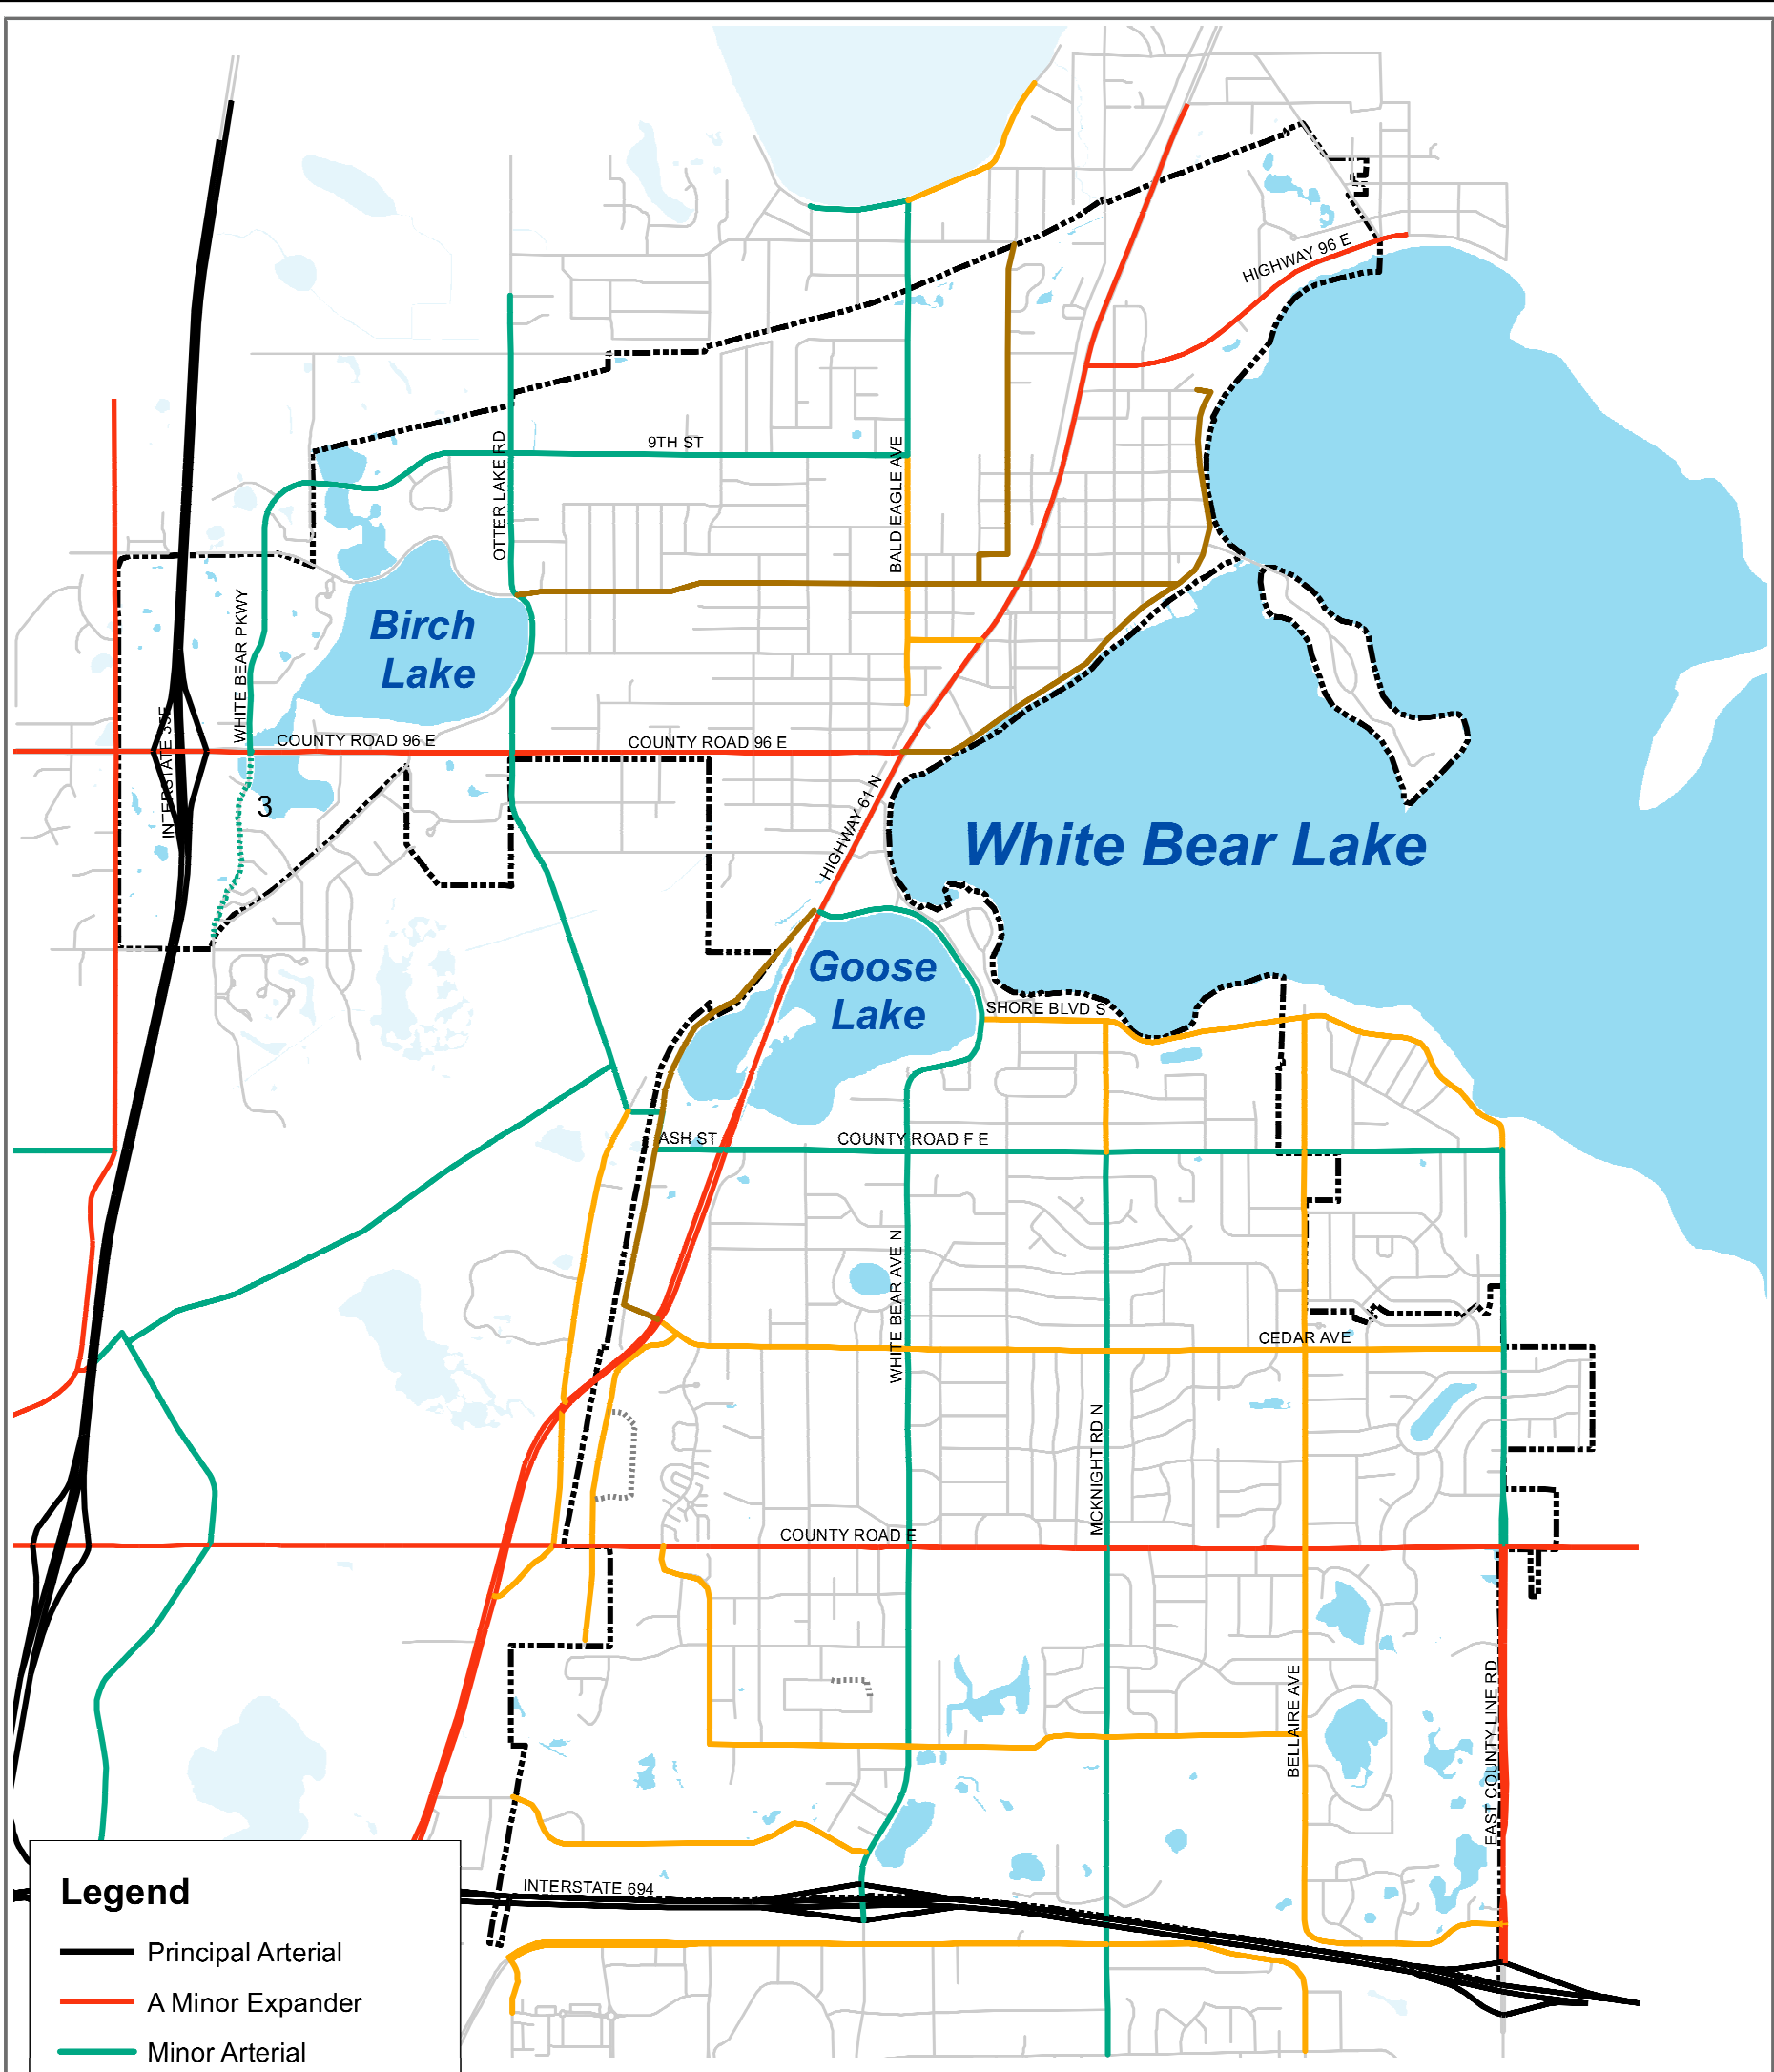 HIGHWAY 96 E
9TH ST
OTTER LAKE RD
BALD EAGLE AVE
Birch
Lake
WHITE BEAR PKWY
INTERSTATE 35E
COUNTY ROAD 96 E
COUNTY ROAD 96 E
3
HIGHWAY 61 N
White Bear Lake
Goose
Lake
SHORE BLVD S
ASH ST
COUNTY ROAD F E
WHITE BEAR AVE N
CEDAR AVE
MCKNIGHT RD N
COUNTY ROAD E
BELLAIRE AVE
EAST COUNTY LINE RD
INTERSTATE 694
Legend
Principal Arterial
A Minor Expander
Minor Arterial